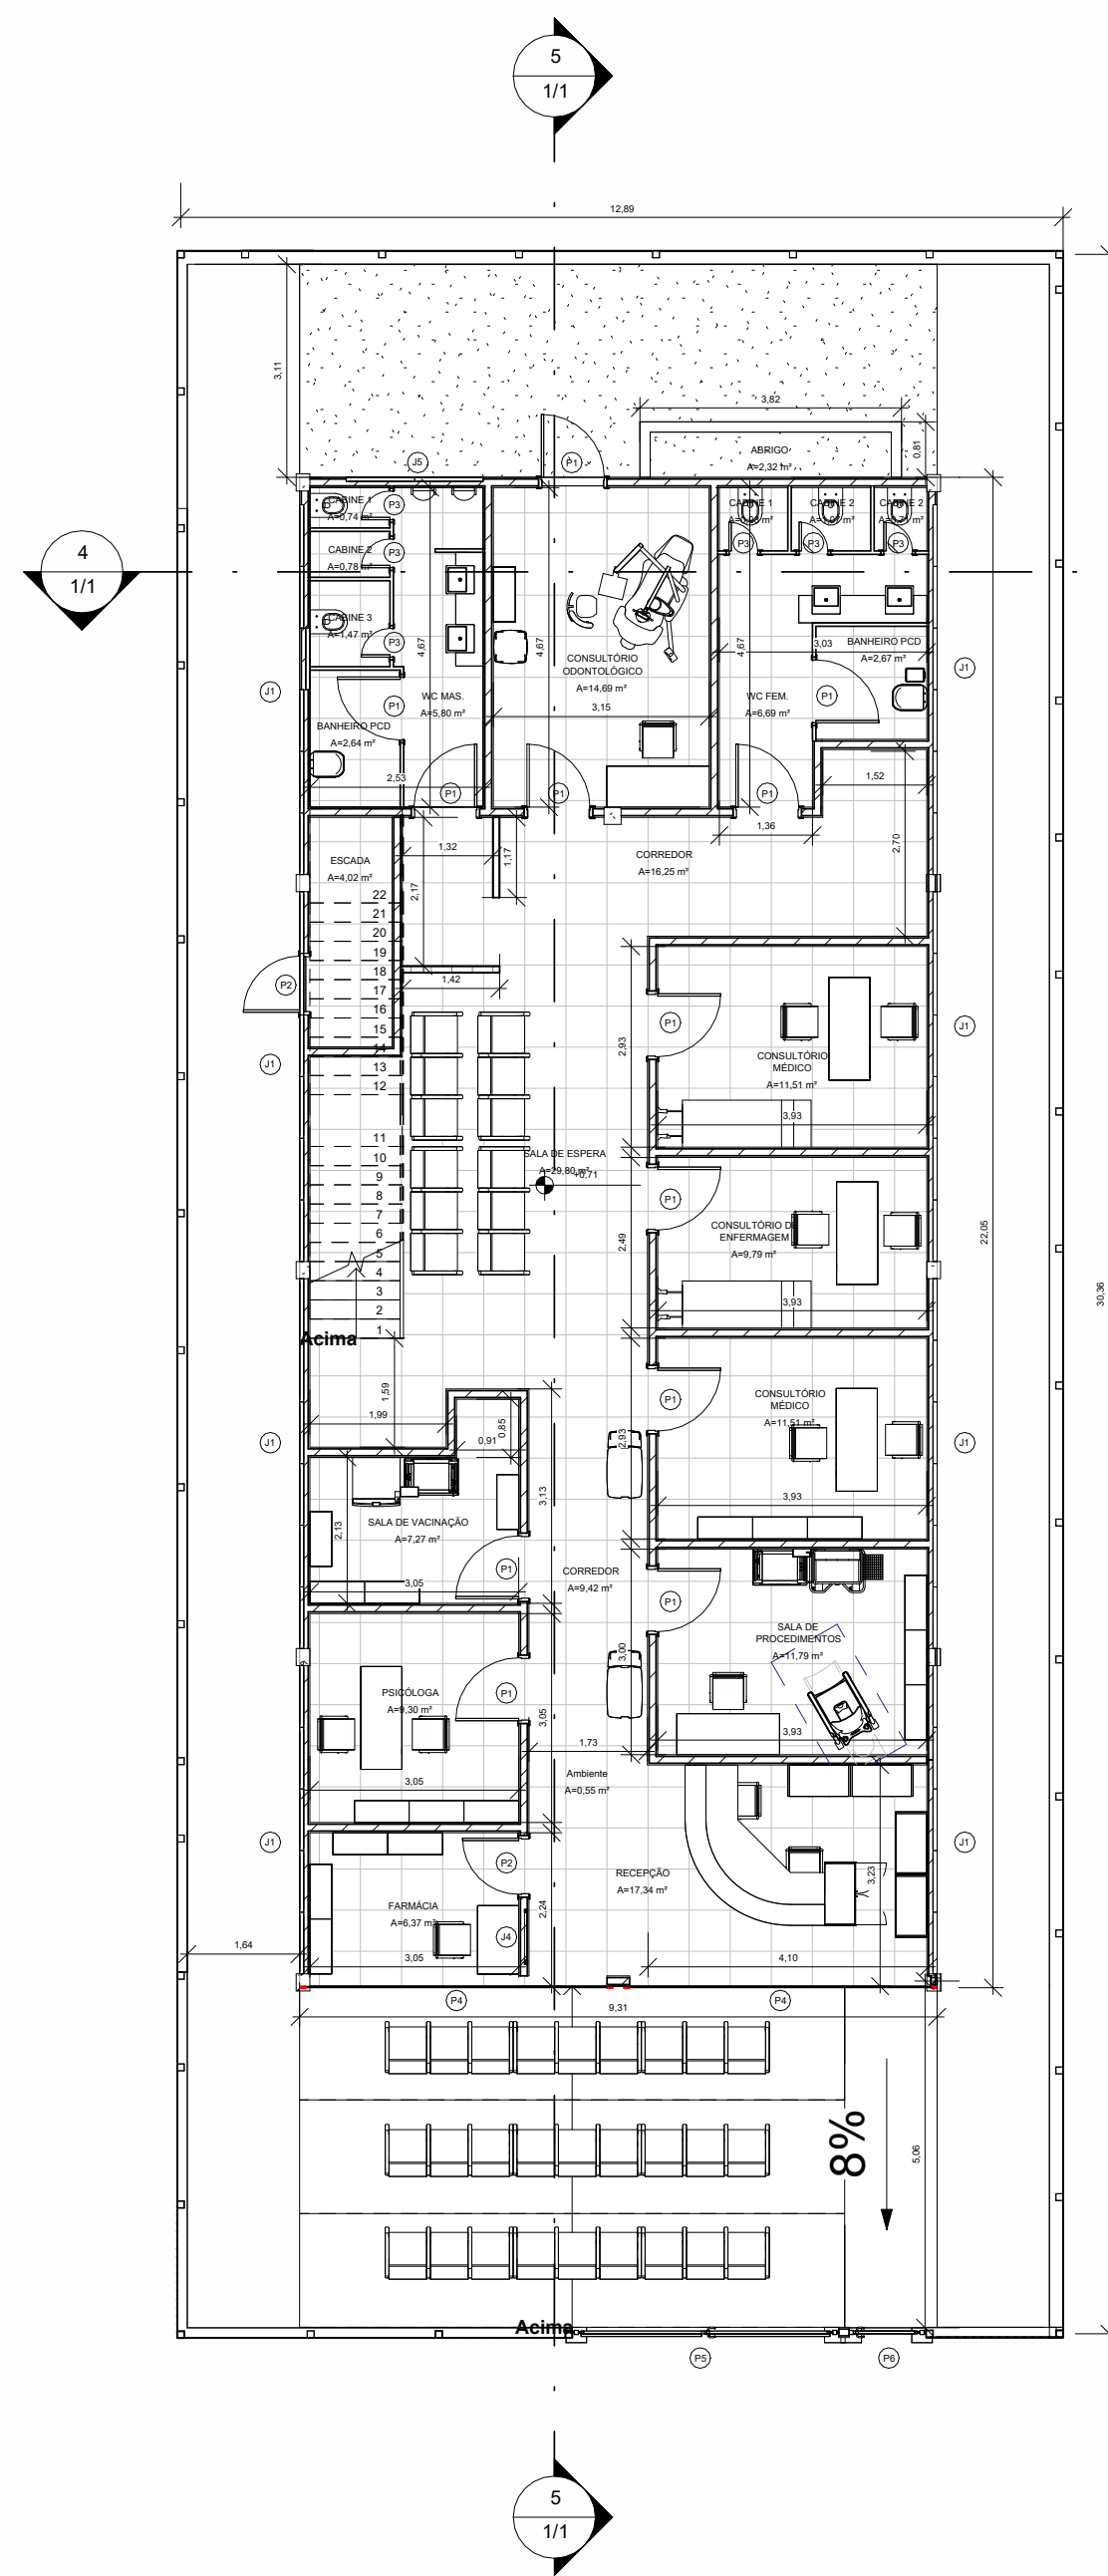 5
1/1
12,89
3,11
3,82
ABRIGO
A=2,32 m²
0,81
J5
P1
CABINE 1
A=0,74 m²
P3
CABINE 2
A=0,78 m²
P3
CABINE 3
A=1,47 m²
P3
4
1/1
CABINE 1
P3
CABINE 2
P3
CABINE 2
P3
4,67
4,67
4,67
CONSULTÓRIO
ODONTOLÓGICO
A=14,69 m²
3,15
3,03
BANHEIRO PCD
A=2,67 m²
P1
J1
J1
WC MAS.
A=5,80 m²
P1
BANHEIRO PCD
A=2,64 m²
2,53
WC FEM.
A=6,69 m²
P1
P1
P1
1,52
1,36
2,70
ESCADA
A=4,02 m²
1,32
1,17
2,17
CORREDOR
A=16,25 m²
22
21
20
19
18
17
16
15
14
13
12
11
10
9
8
7
6
5
4
3
2
1
1,42
P2
J1
P1
2,93
CONSULTÓRIO
MÉDICO
A=11,51 m²
3,93
J1
SALA DE ESPERA
A=29,80 m²
+0,71
P1
CONSULTÓRIO DE
ENFERMAGEM
A=9,79 m²
2,49
3,93
22,05
30,36
Acima
1,59
1,99
0,91
0,85
P1
CONSULTÓRIO
MÉDICO
A=11,51 m²
2,93
3,93
J1
J1
3,13
SALA DE VACINAÇÃO
A=7,27 m²
2,13
3,05
P1
CORREDOR
A=9,42 m²
P1
3,00
SALA DE
PROCEDIMENTOS
A=11,79 m²
3,93
PSICÓLOGA
A=9,30 m²
P1
3,05
3,05
1,73
Ambiente
A=0,55 m²
J1
P2
RECEPÇÃO
A=17,34 m²
3,23
J1
FARMÁCIA
A=6,37 m²
J4
2,24
3,05
4,10
1,64
P4
P4
9,31
8%
5,06
Acima
P5
P6
5
1/1